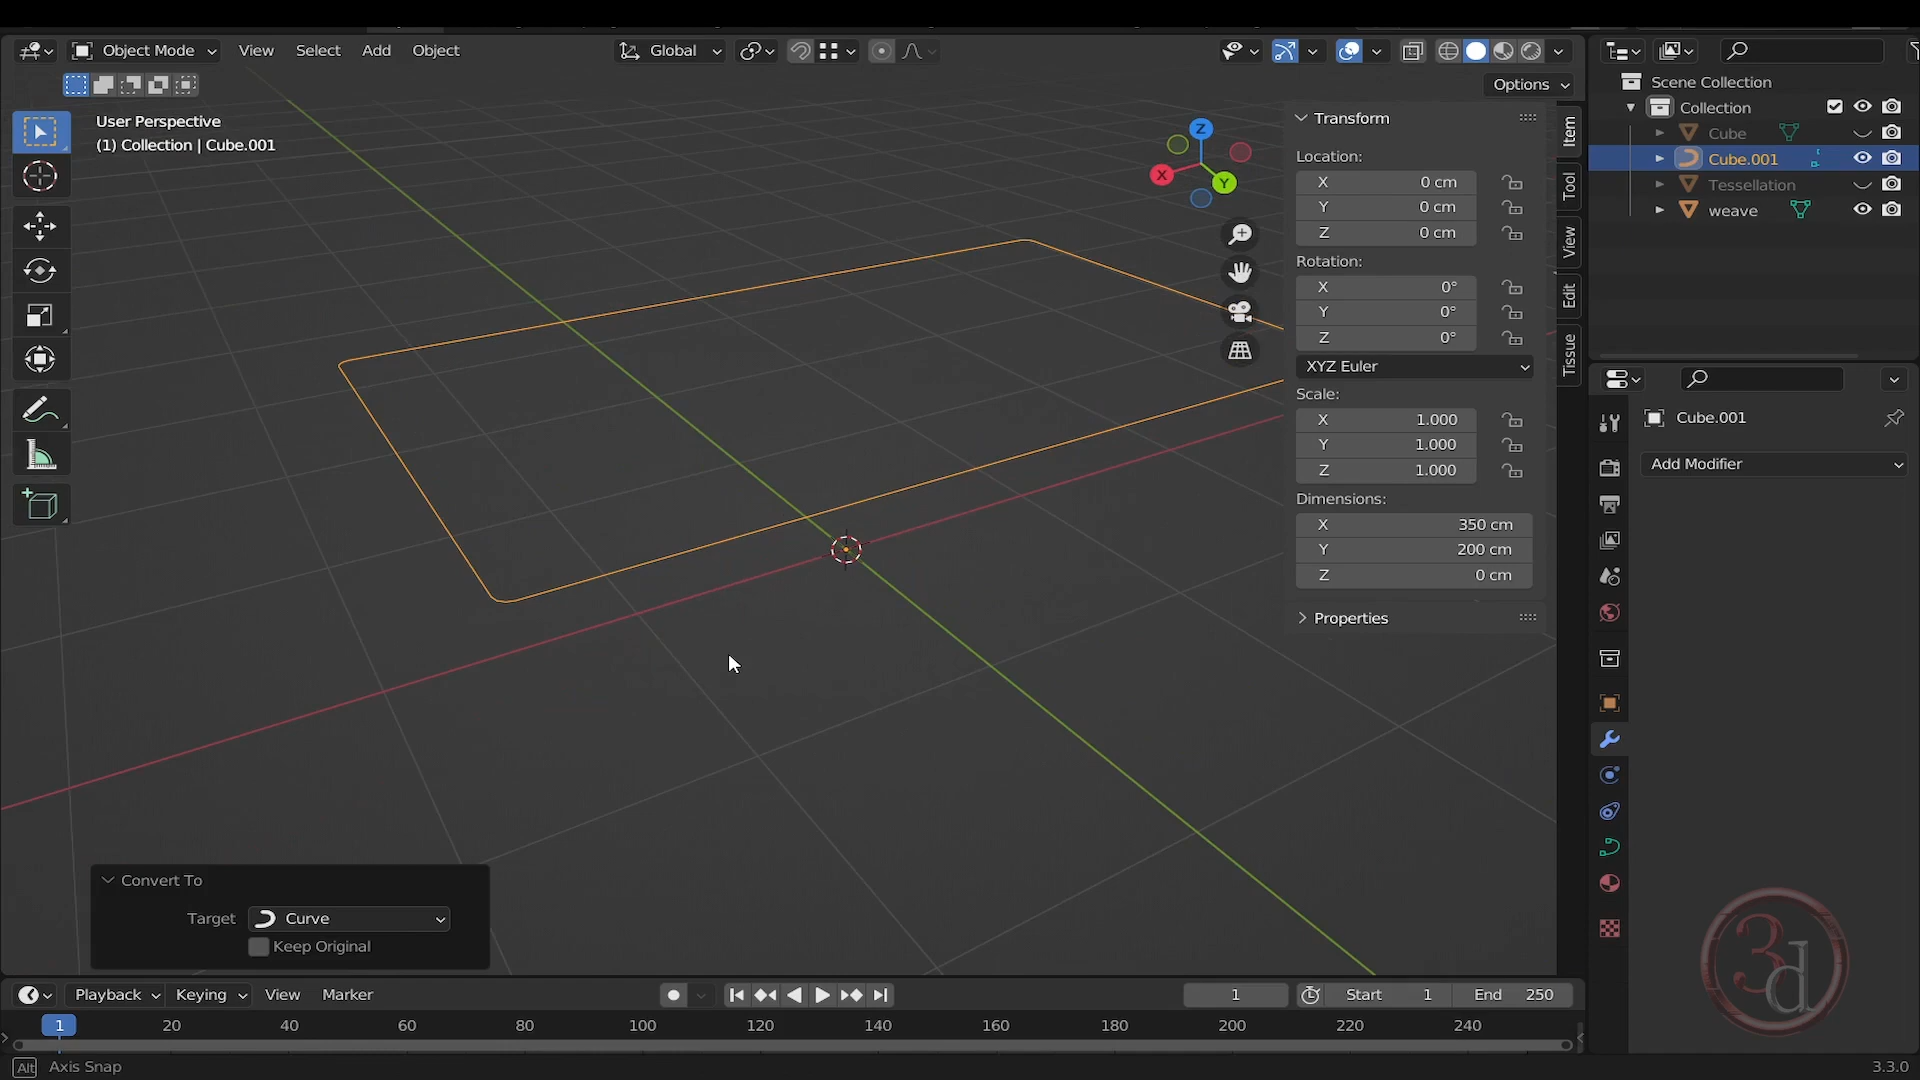 Object Mode View Select Add Object Global
Options
User Perspective
(1) Collection | Cube.001
Z
X
Y
Transform
Location:
X 0 cm
Y 0 cm
Z 0 cm
Rotation:
X 0°
Y 0°
Z 0°
XYZ Euler
Scale:
X 1.000
Y 1.000
Z 1.000
Dimensions:
X 350 cm
Y 200 cm
Z 0 cm
Properties
Item
Tool
View
Edit
Tissue
Scene Collection
Collection
Cube
Cube.001
Tessellation
weave
Cube.001
Add Modifier
Convert To
Target Curve
Keep Original
3d
Playback Keying View Marker 1 Start 1 End 250
1 20 40 60 80 100 120 140 160 180 200 220 240
Alt Axis Snap 3.3.0